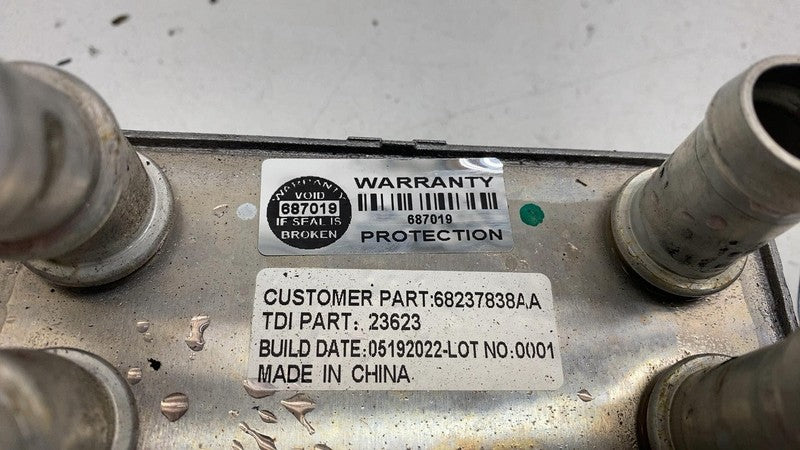 WARRANTY
VOID
687019
IF SEAL IS
BROKEN
WARRANTY
687019
PROTECTION
CUSTOMER PART:68237838AA
TDI PART: 23623
BUILD DATE:05192022-LOT NO:0001
MADE IN CHINA